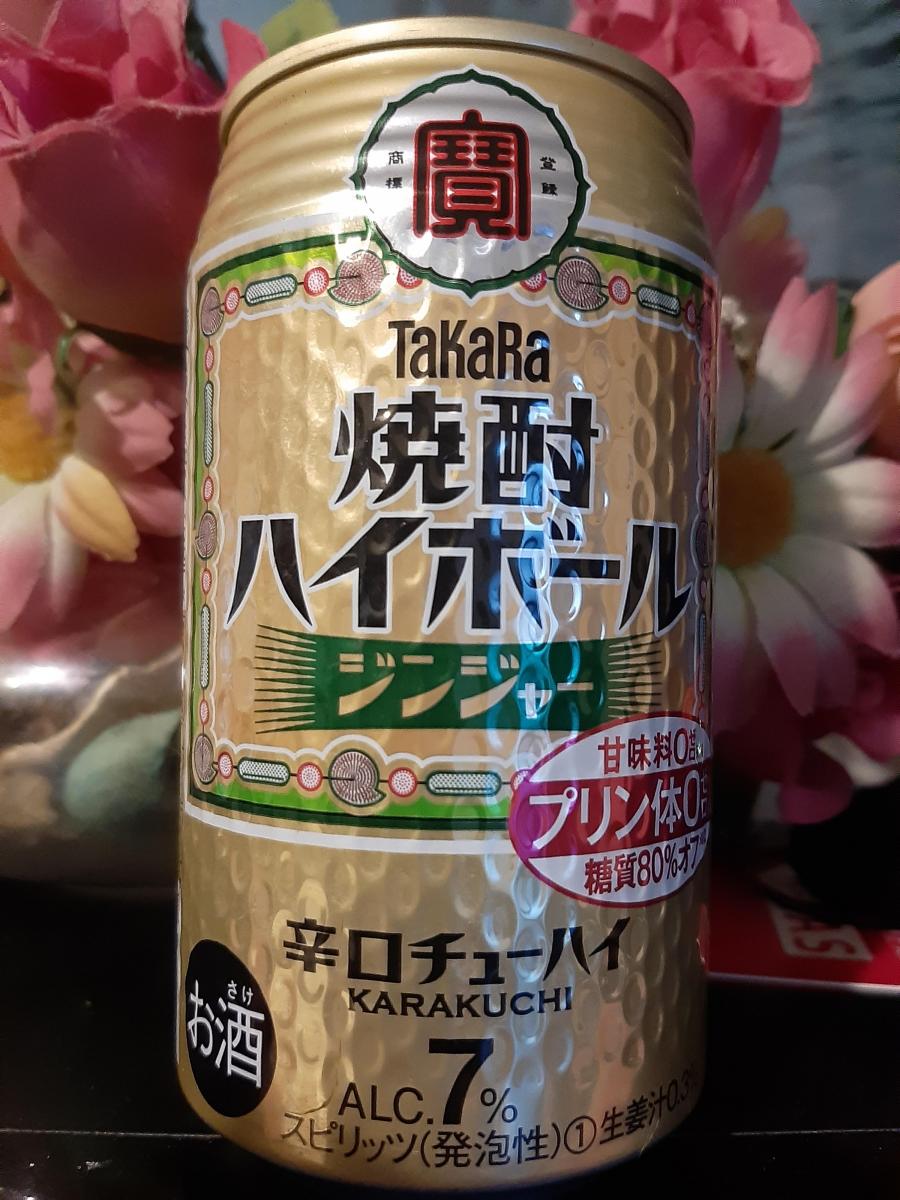 商標 寶 登録
TaKaRa
焼酎
ハイボール
ジンジャー
甘味料0
プリン体0
糖質80%オフ
辛口チューハイ
KARAKUCHI
さけ
お酒
ALC.7%
スピリッツ(発泡性)① 生姜汁0.3%